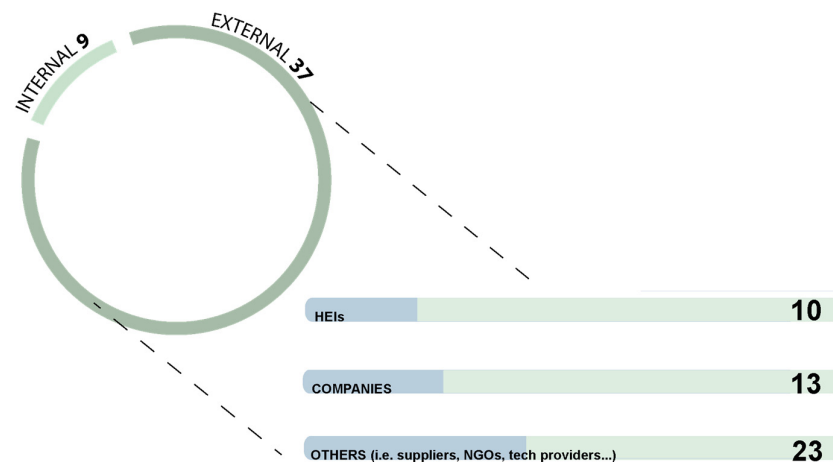 INTERNAL 9
EXTERNAL 37
HEIs 10
COMPANIES 13
OTHERS (i.e. suppliers, NGOs, tech providers...) 23